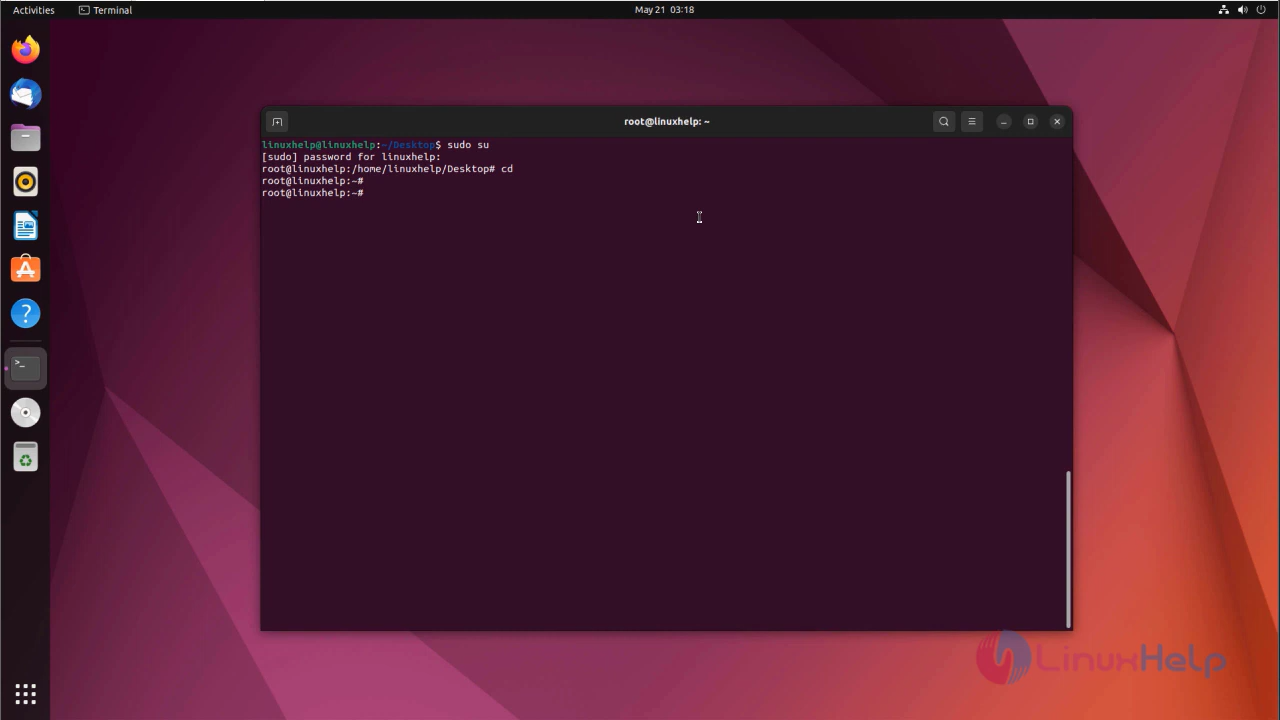 Activities Terminal May 21 03:18
root@linuxhelp: ~
linuxhelp@linuxhelp:~/Desktop$ sudo su
[sudo] password for linuxhelp:
root@linuxhelp:/home/linuxhelp/Desktop# cd
root@linuxhelp:~#
root@linuxhelp:~#
LinuxHelp